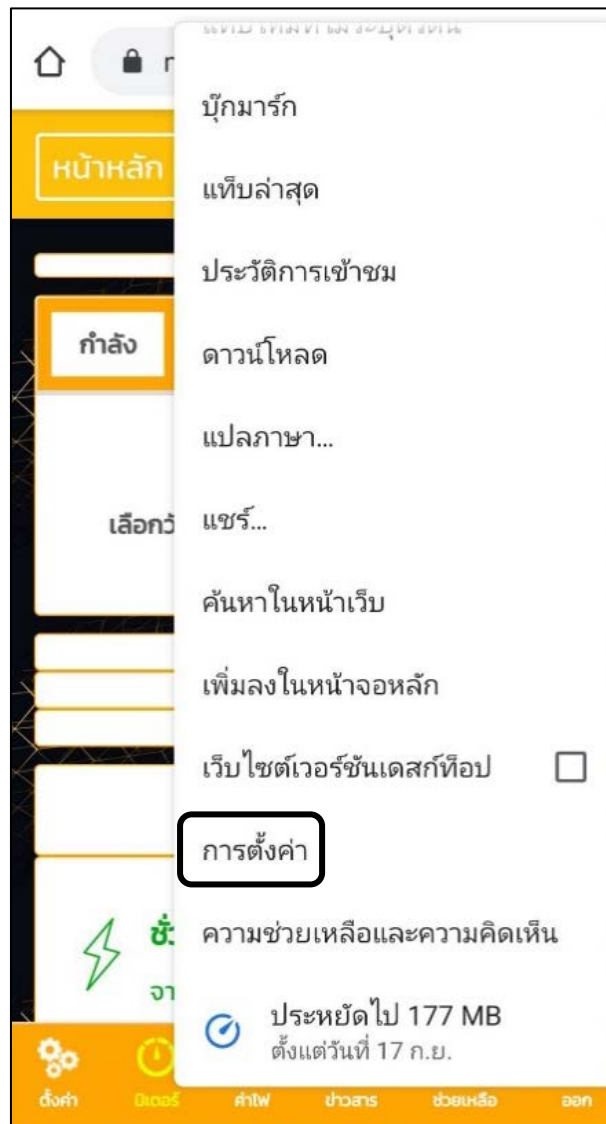 บุ๊กมาร์ก
หน้าหลัก
แท็บล่าสุด
ประวัติการเข้าชม
กำลัง
ดาวน์โหลด
แปลภาษา...
แชร์...
ค้นหาในหน้าเว็บ
เพิ่มลงในหน้าจอหลัก
เว็บไซต์เวอร์ชันเดสก์ท็อป
การตั้งค่า
ความช่วยเหลือและความคิดเห็น
ประหยัดไป 177 MB
ตั้งแต่วันที่ 17 ก.ย.
ตั้งค่า มิเตอร์ ค่าไฟ ข่าวสาร ช่วยเหลือ ออก